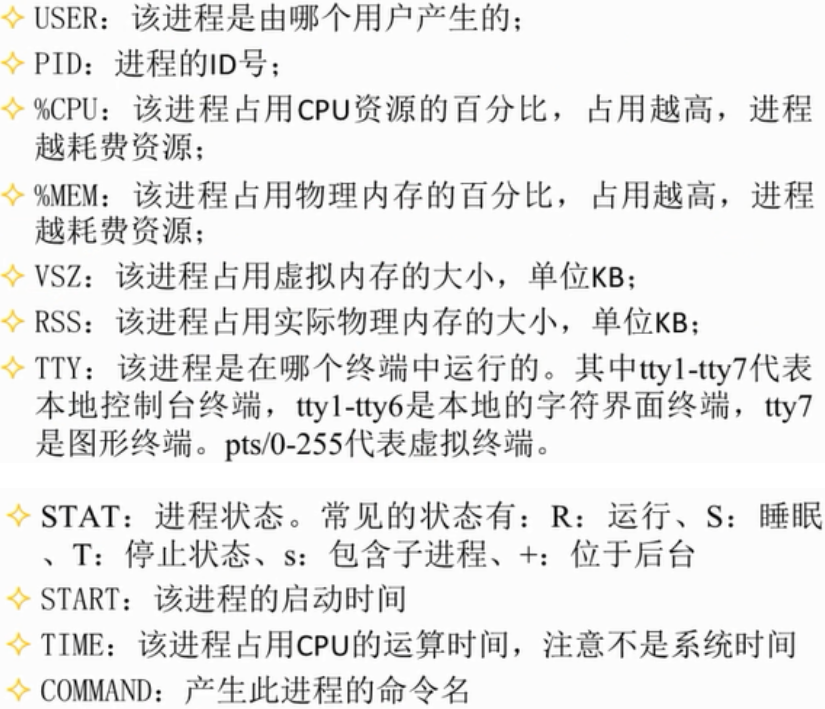 USER：该进程是由哪个用户产生的；
PID：进程的ID号；
%CPU：该进程占用CPU资源的百分比，占用越高，进程
越耗费资源；
%MEM：该进程占用物理内存的百分比，占用越高，进程
越耗费资源；
VSZ：该进程占用虚拟内存的大小，单位KB；
RSS：该进程占用实际物理内存的大小，单位KB；
TTY：该进程是在哪个终端中运行的。其中tty1-tty7代表
本地控制台终端，tty1-tty6是本地的字符界面终端，tty7
是图形终端。pts/0-255代表虚拟终端。
STAT：进程状态。常见的状态有：R：运行、S：睡眠
、T：停止状态、s：包含子进程、+：位于后台
START：该进程的启动时间
TIME：该进程占用CPU的运算时间，注意不是系统时间
COMMAND：产生此进程的命令名